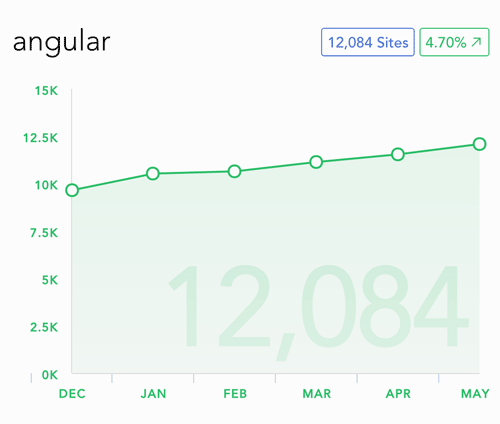 angular
12,084 Sites
4.70% ↗
15K
12.5K
10K
7.5K
5K
2.5K
0K
12,084
DEC JAN FEB MAR APR MAY